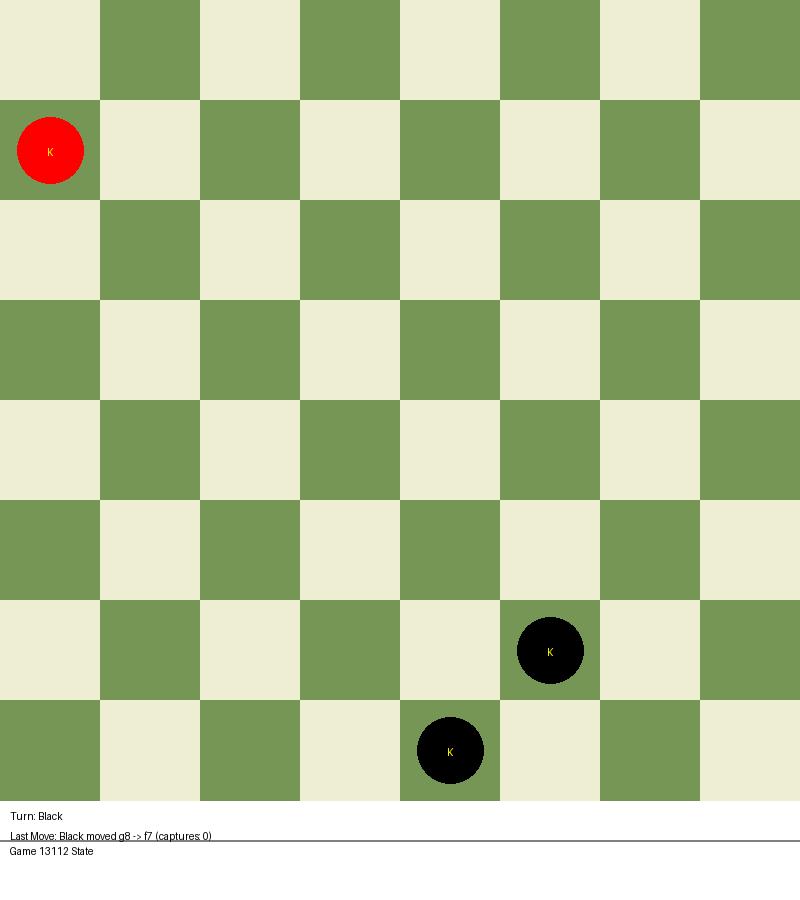 K
K
K
Turn: Black
Last Move: Black moved g8 -> f7 (captures: 0)
Game 13112 State